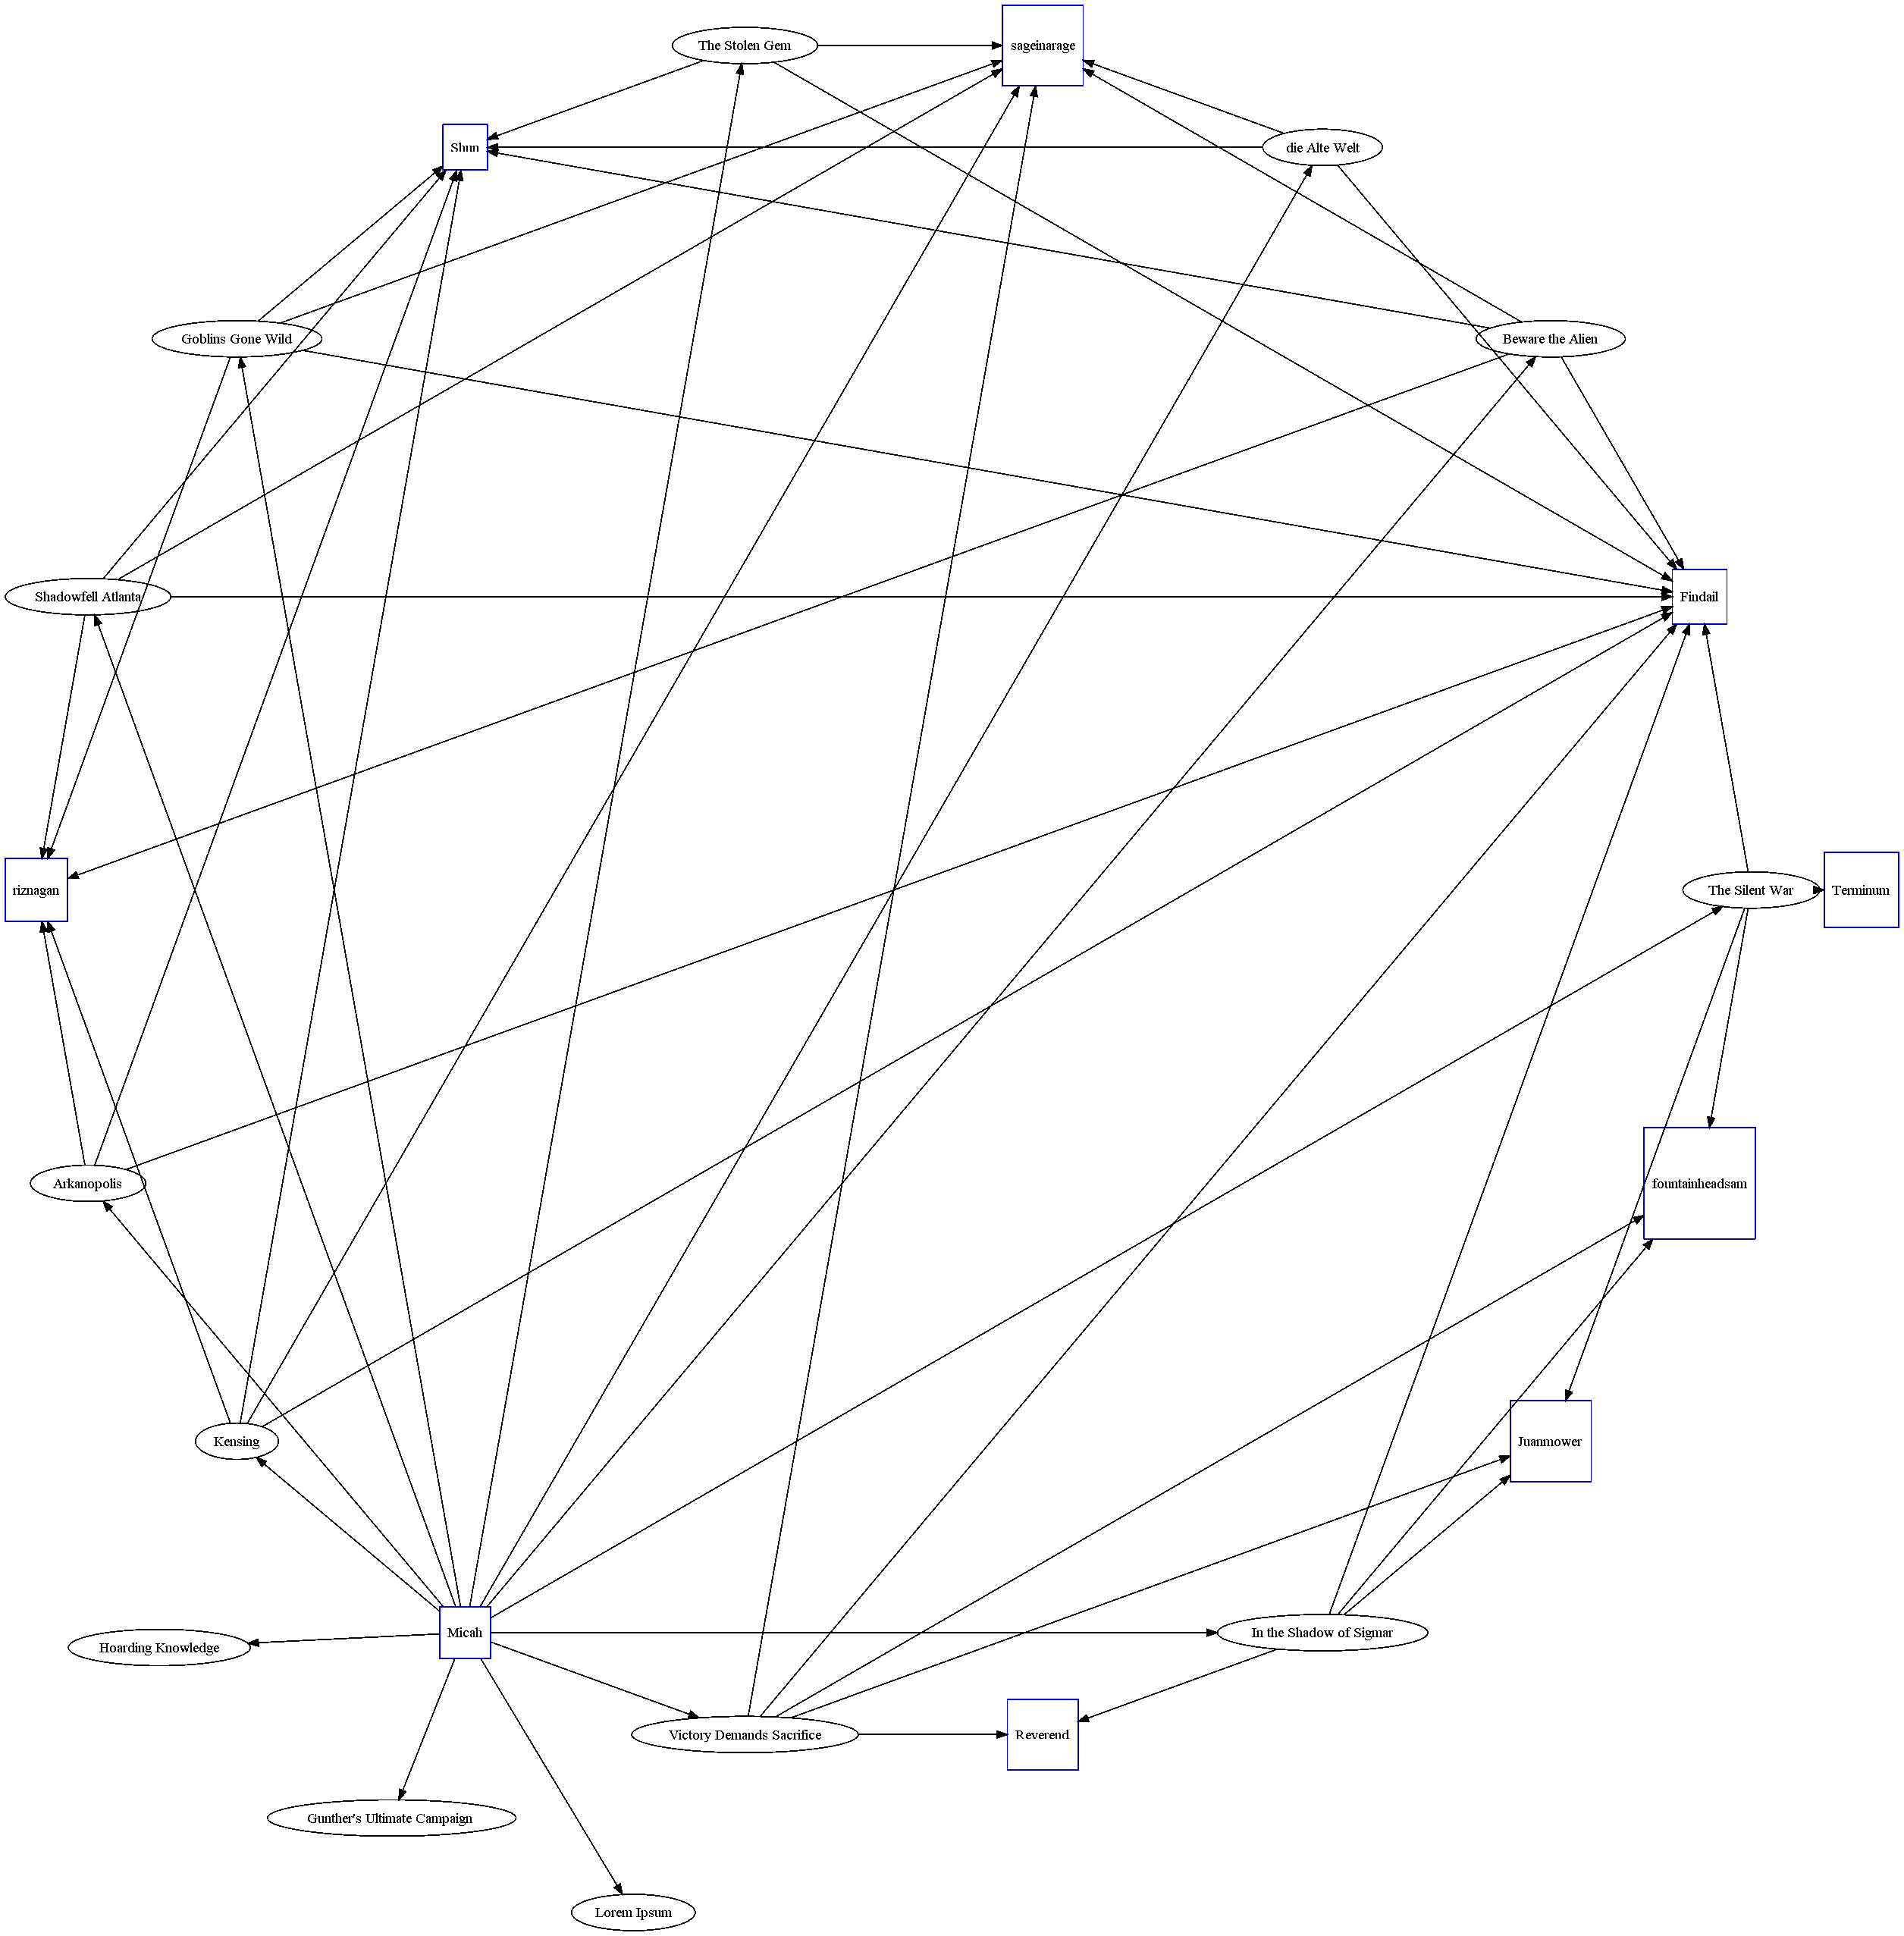 The Stolen Gem
sageinarage
Shun
die Alte Welt
Goblins Gone Wild
Beware the Alien
Shadowfell Atlanta
Findail
riznagan
The Silent War
Terminum
Arkanopolis
fountainheadsam
Kensing
Juanmower
Micah
In the Shadow of Sigmar
Hoarding Knowledge
Victory Demands Sacrifice
Reverend
Gunther's Ultimate Campaign
Lorem Ipsum